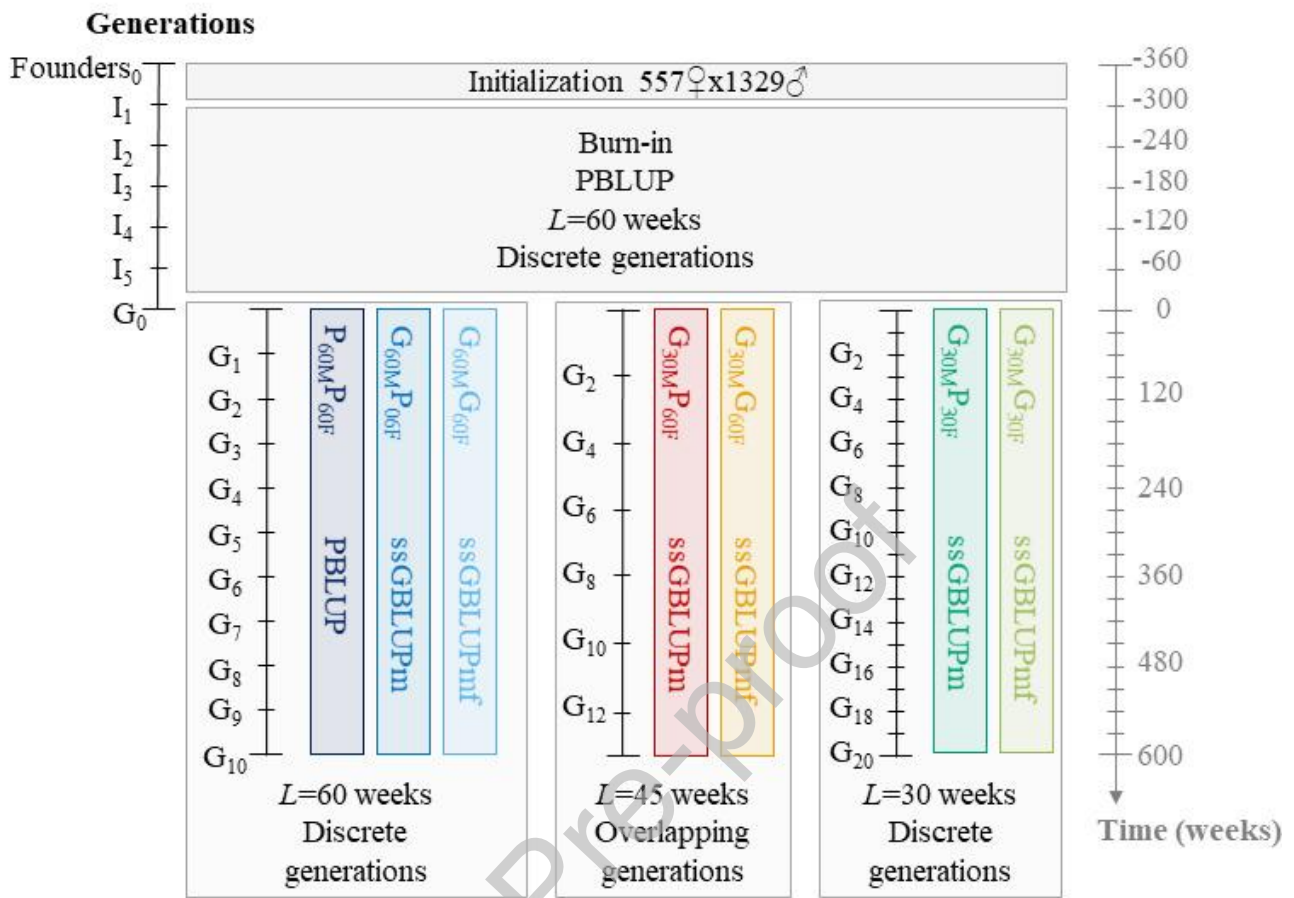 Generations
Founders₀
I₁
I₂
I₃
I₄
I₅
G₀
Initialization 557♀x1329♂
Burn-in
PBLUP
L=60 weeks
Discrete generations
G₁
G₂
G₃
G₄
G₅
G₆
G₇
G₈
G₉
G₁₀
P60MP60F PBLUP
G60MP06F ssGBLUPm
G60MG60F ssGBLUPmf
L=60 weeks
Discrete
generations
G₂
G₄
G₆
G₈
G₁₀
G₁₂
G30MP60F ssGBLUPm
G30MG60F ssGBLUPmf
L=45 weeks
Overlapping
generations
G₂
G₄
G₆
G₈
G₁₀
G₁₂
G₁₄
G₁₆
G₁₈
G₂₀
G30MP30F ssGBLUPm
G30MG30F ssGBLUPmf
L=30 weeks
Discrete
generations
-360
-300
-240
-180
-120
-60
0
120
240
360
480
600
Time (weeks)
Pre-proof